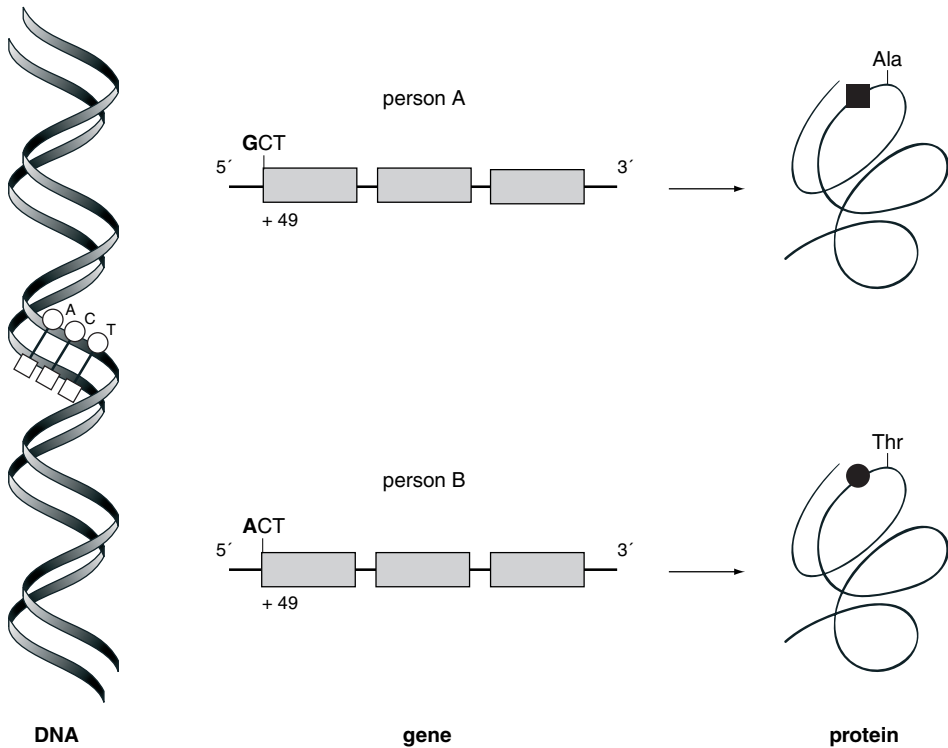 A
C
T
person A
GCT
5´
3´
+ 49
Ala
person B
ACT
5´
3´
+ 49
Thr
DNA
gene
protein